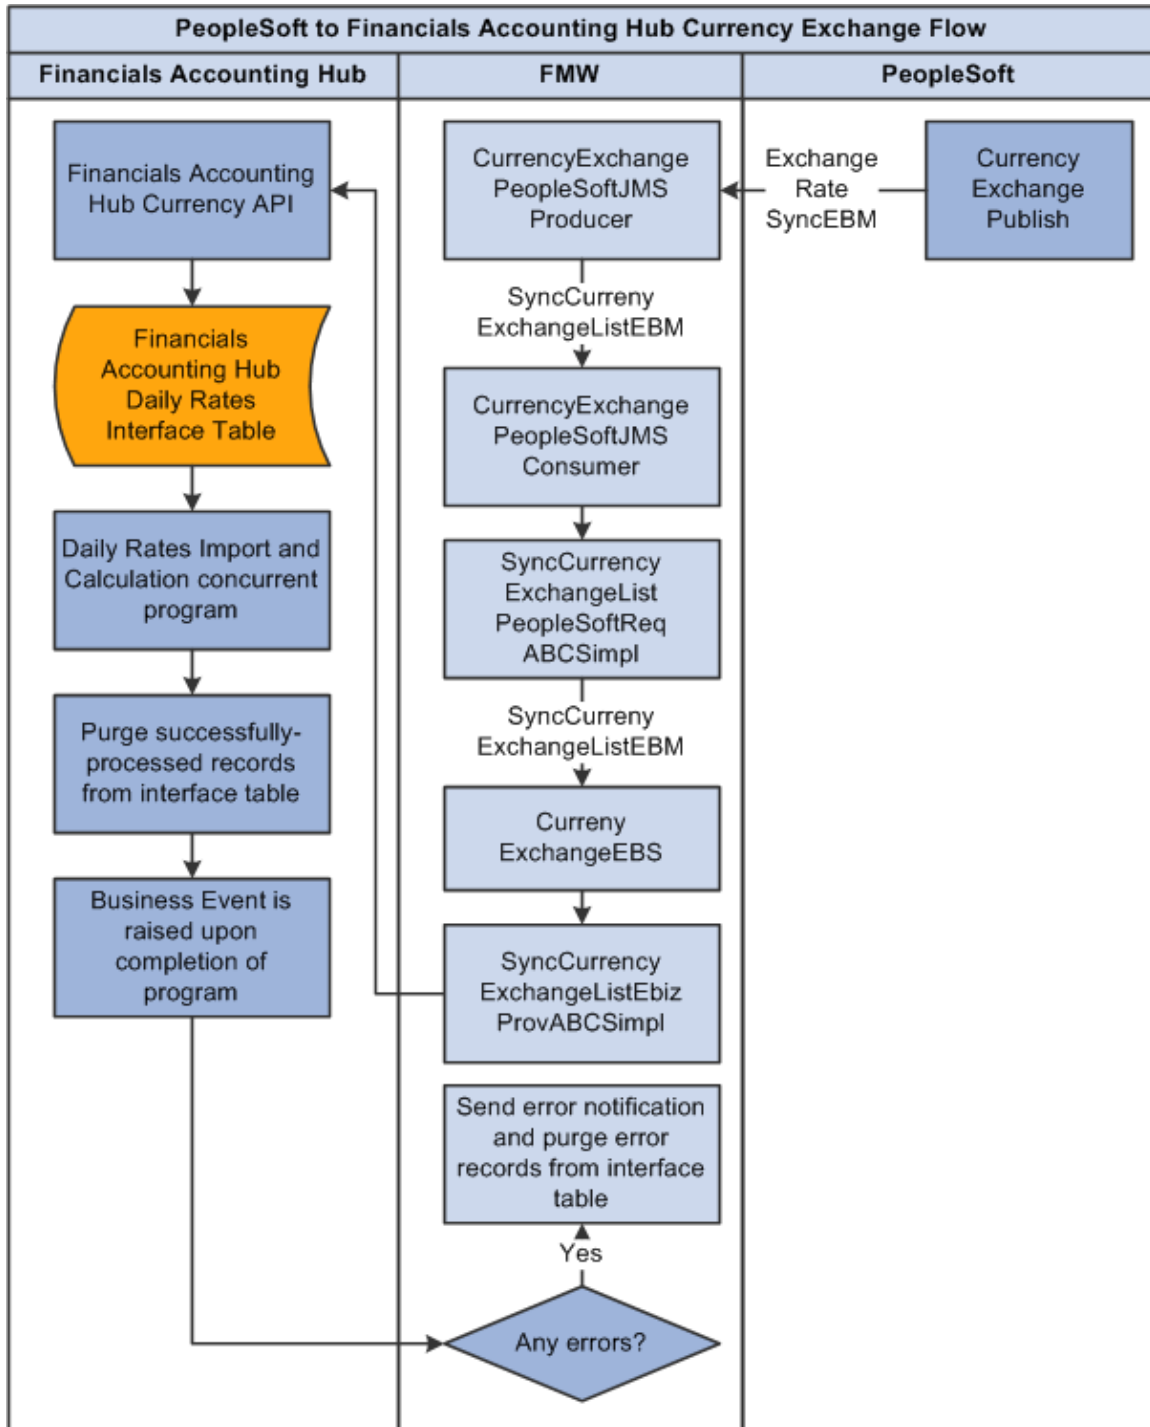 PeopleSoft to Financials Accounting Hub Currency Exchange Flow
Financials Accounting Hub
FMW
PeopleSoft
Financials Accounting
Hub Currency API
Financials
Accounting Hub
Daily Rates
Interface Table
Daily Rates Import and
Calculation concurrent
program
Purge successfully-
processed records
from interface table
Business Event is
raised upon
completion of
program
CurrencyExchange
PeopleSoftJMS
Producer
SyncCurreny
ExchangeListEBM
CurrencyExchange
PeopleSoftJMS
Consumer
SyncCurrency
ExchangeList
PeopleSoftReq
ABCSimpl
SyncCurreny
ExchangeListEBM
Curreny
ExchangeEBS
SyncCurrency
ExchangeListEbiz
ProvABCSimpl
Send error notification
and purge error
records from interface
table
Yes
Any errors?
Exchange
Rate
SyncEBM
Currency
Exchange
Publish